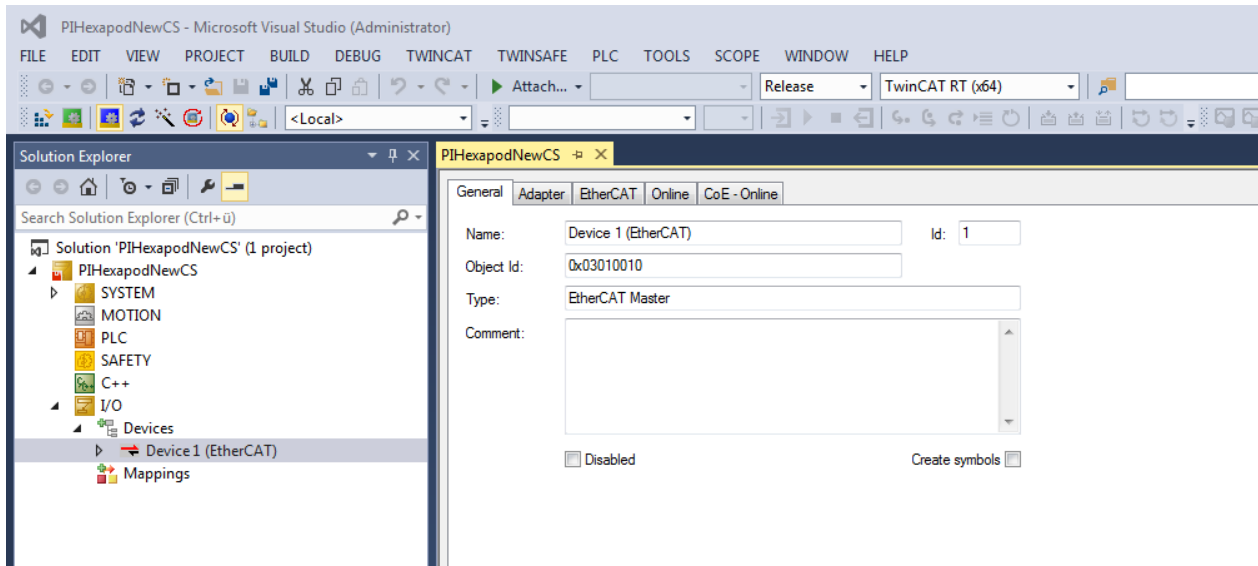 PIHexapodNewCS - Microsoft Visual Studio (Administrator)
FILE EDIT VIEW PROJECT BUILD DEBUG TWINCAT TWINSAFE PLC TOOLS SCOPE WINDOW HELP
Attach... Release TwinCAT RT (x64)
<Local>
Solution Explorer
Search Solution Explorer (Ctrl+ü)
Solution 'PIHexapodNewCS' (1 project)
PIHexapodNewCS
SYSTEM
MOTION
PLC
SAFETY
C++
I/O
Devices
Device 1 (EtherCAT)
Mappings
PIHexapodNewCS
General Adapter EtherCAT Online CoE - Online
Name: Device 1 (EtherCAT) Id: 1
Object Id: 0x03010010
Type: EtherCAT Master
Comment:
Disabled Create symbols